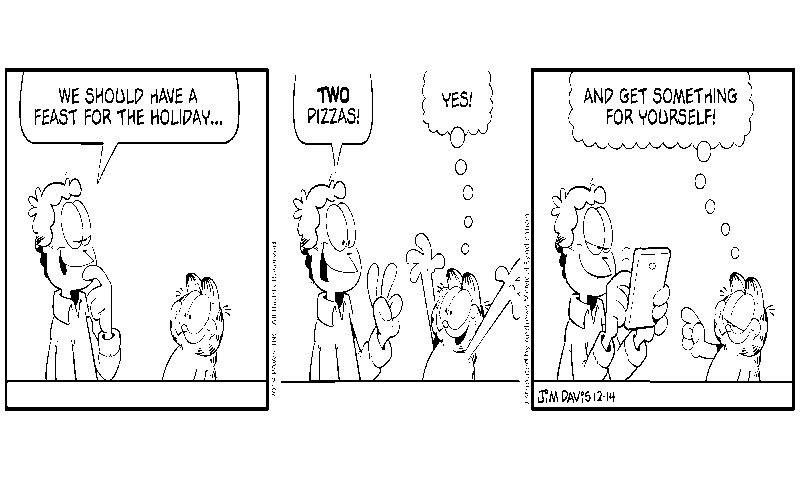 WE SHOULD HAVE A
FEAST FOR THE HOLIDAY...
TWO
PIZZAS!
YES!
AND GET SOMETHING
FOR YOURSELF!
JIM DAVIS 12-14